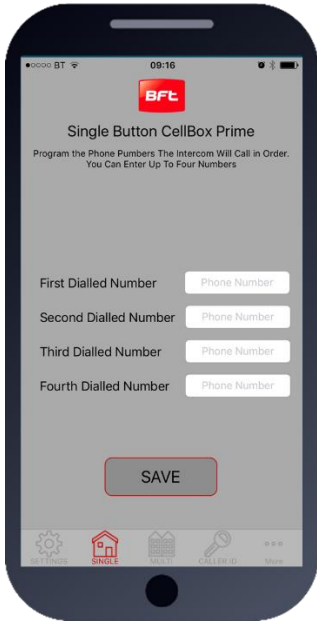 ●○○○○ BT 09:16
BFt
Single Button CellBox Prime
Program the Phone Pumbers The Intercom Will Call in Order.
You Can Enter Up To Four Numbers
First Dialled Number Phone Number
Second Dialled Number Phone Number
Third Dialled Number Phone Number
Fourth Dialled Number Phone Number
SAVE
SETTINGS SINGLE MULTI CALLER ID More